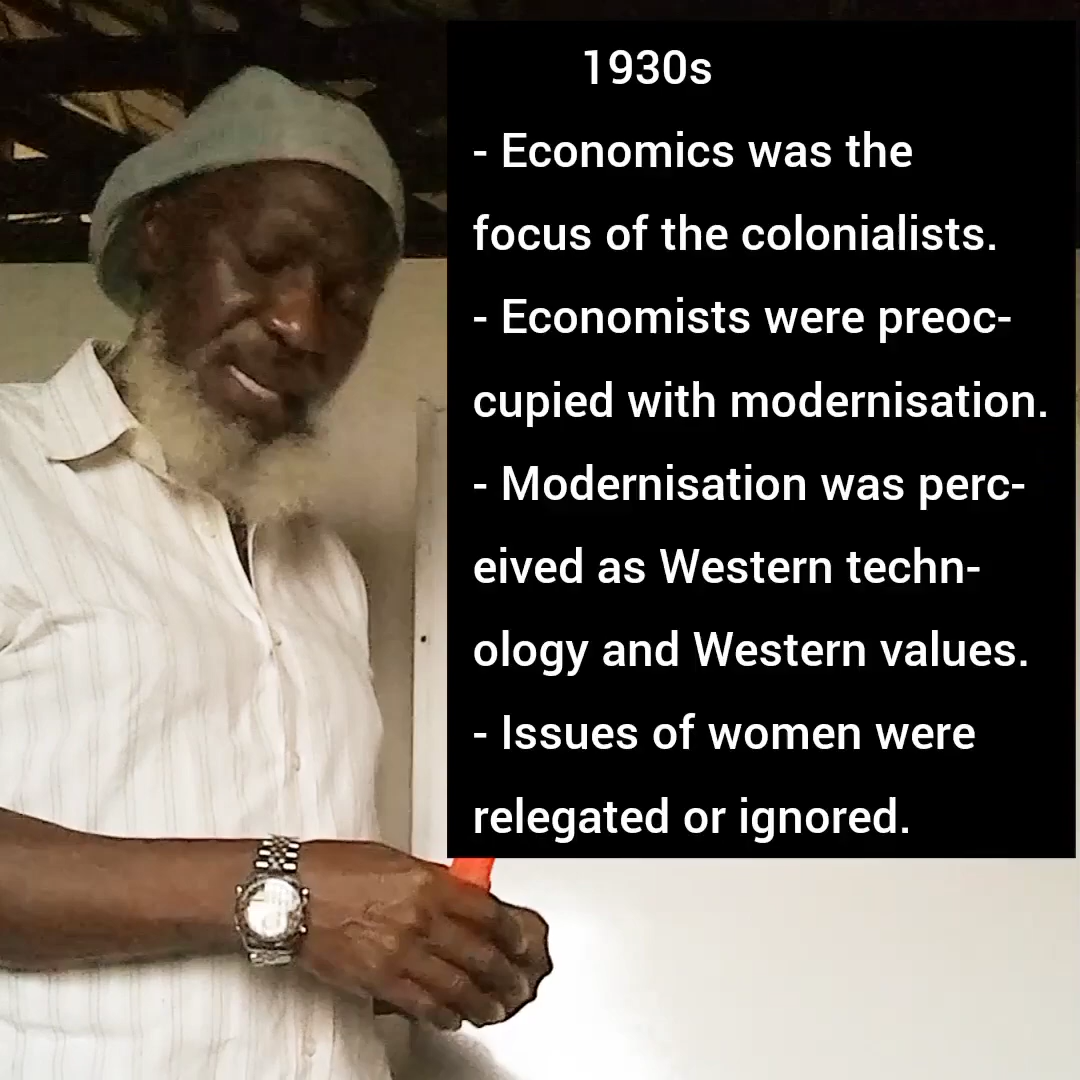 1930s
- Economics was the
focus of the colonialists.
- Economists were preoc-
cupied with modernisation.
- Modernisation was perc-
eived as Western techn-
ology and Western values.
- Issues of women were
relegated or ignored.